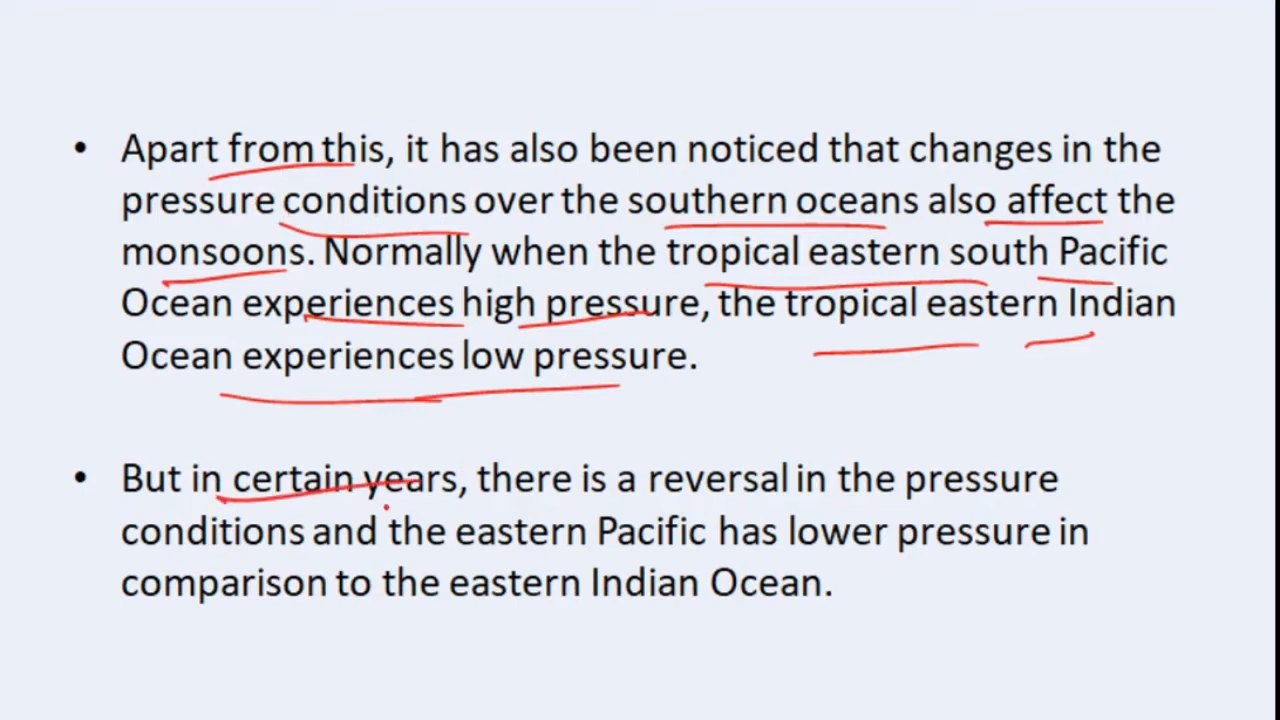 • Apart from this, it has also been noticed that changes in the
pressure conditions over the southern oceans also affect the
monsoons. Normally when the tropical eastern south Pacific
Ocean experiences high pressure, the tropical eastern Indian
Ocean experiences low pressure.
• But in certain years, there is a reversal in the pressure
conditions and the eastern Pacific has lower pressure in
comparison to the eastern Indian Ocean.